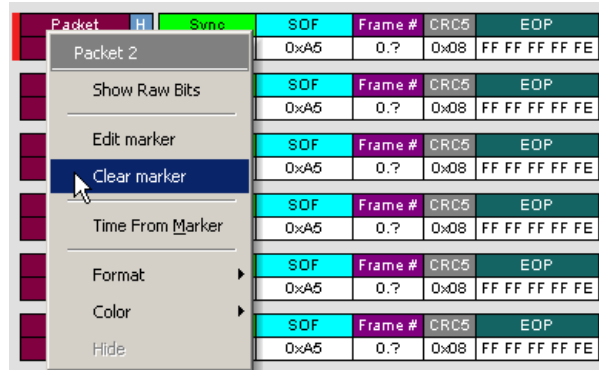 Packet H Sync SOF Frame # CRC5 EOP
0xA5 0.? 0x08 FF FF FF FF FE
Packet 2
Show Raw Bits
Edit marker
Clear marker
Time From Marker
Format
Color
Hide
SOF Frame # CRC5 EOP
0xA5 0.? 0x08 FF FF FF FF FE
SOF Frame # CRC5 EOP
0xA5 0.? 0x08 FF FF FF FF FE
SOF Frame # CRC5 EOP
0xA5 0.? 0x08 FF FF FF FF FE
SOF Frame # CRC5 EOP
0xA5 0.? 0x08 FF FF FF FF FE
SOF Frame # CRC5 EOP
0xA5 0.? 0x08 FF FF FF FF FE